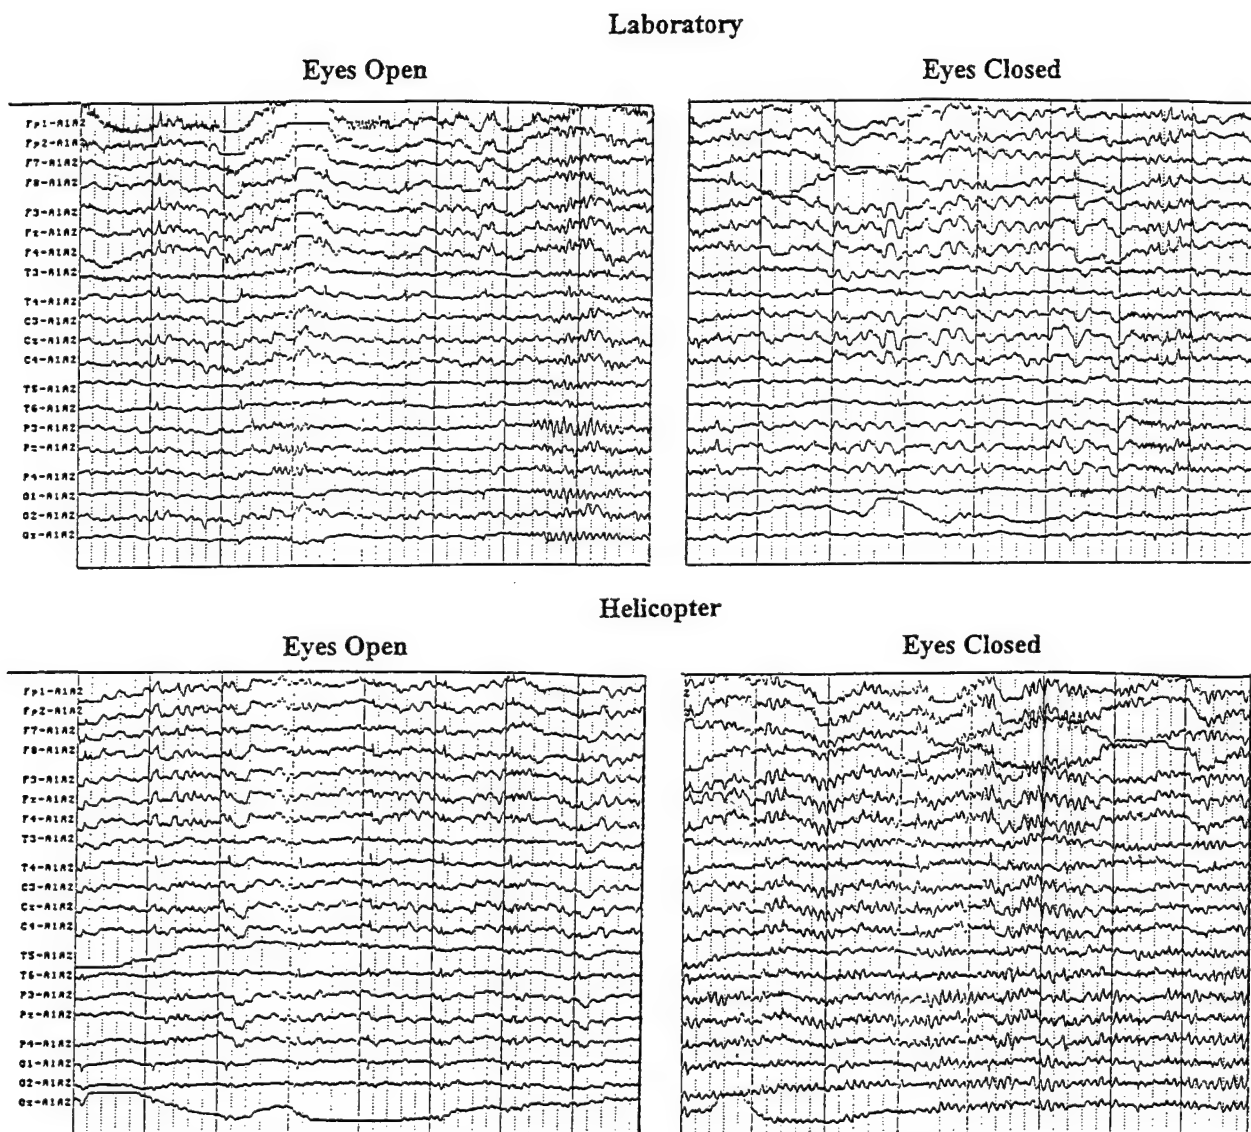 Laboratory
Eyes Open
Eyes Closed
Fp1-A1A2
Fp2-A1A2
F7-A1A2
F8-A1A2
F3-A1A2
Fz-A1A2
F4-A1A2
T3-A1A2
T4-A1A2
C3-A1A2
Cz-A1A2
C4-A1A2
T5-A1A2
T6-A1A2
P3-A1A2
Pz-A1A2
P4-A1A2
O1-A1A2
O2-A1A2
Oz-A1A2
Helicopter
Eyes Open
Eyes Closed
Fp1-A1A2
Fp2-A1A2
F7-A1A2
F8-A1A2
F3-A1A2
Fz-A1A2
F4-A1A2
T3-A1A2
T4-A1A2
C3-A1A2
Cz-A1A2
C4-A1A2
T5-A1A2
T6-A1A2
P3-A1A2
Pz-A1A2
P4-A1A2
O1-A1A2
O2-A1A2
Oz-A1A2